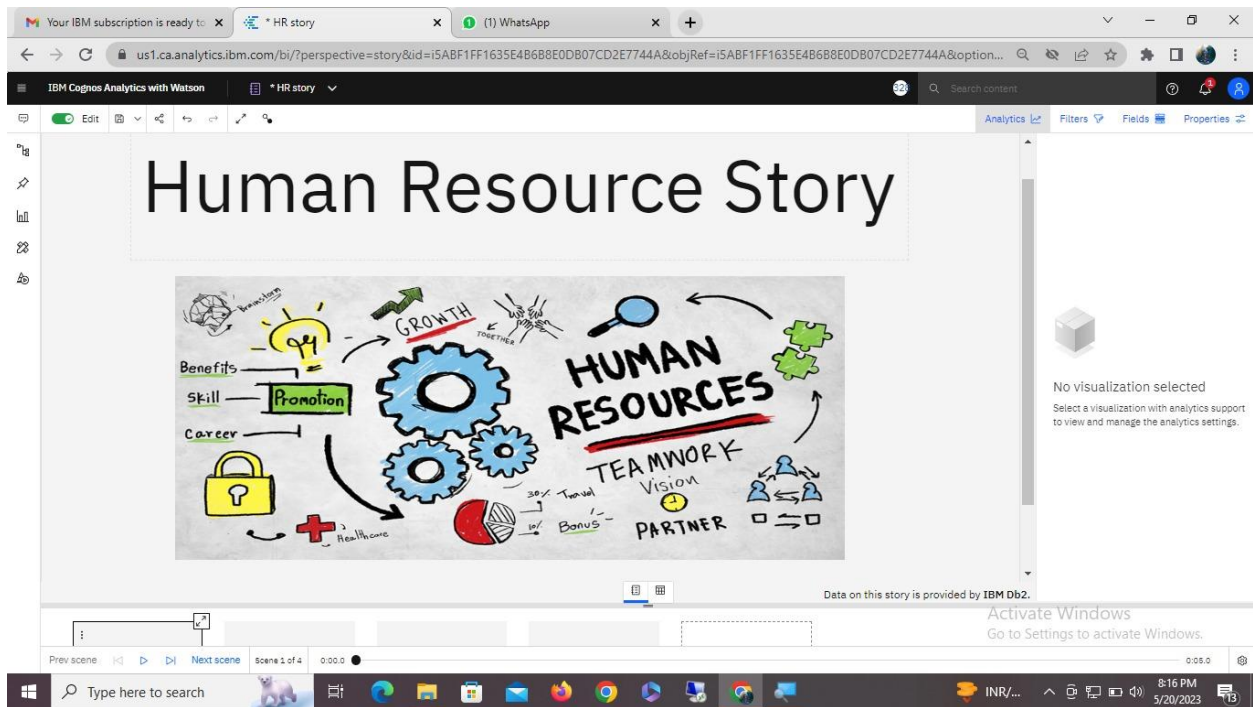 Your IBM subscription is ready to
* HR story
(1) WhatsApp
us1.ca.analytics.ibm.com/bi/?perspective=story&id=i5ABF1FF1635E4B6B8E0DB07CD2E7744A&objRef=i5ABF1FF1635E4B6B8E0DB07CD2E7744A&option...
IBM Cognos Analytics with Watson
* HR story
Search content
Edit
Analytics
Filters
Fields
Properties
Human Resource Story
Brainstorm
GROWTH
TOGETHER
Benefits
Skill
Promotion
Career
HUMAN
RESOURCES
TEAMWORK
Vision
PARTNER
30% Travel
10% Bonus
Healthcare
No visualization selected
Select a visualization with analytics support
to view and manage the analytics settings.
Data on this story is provided by IBM Db2.
Activate Windows
Go to Settings to activate Windows.
Prev scene
Next scene
Scene 1 of 4
0:00.0
0:05.0
Type here to search
INR/...
8:16 PM
5/20/2023
13